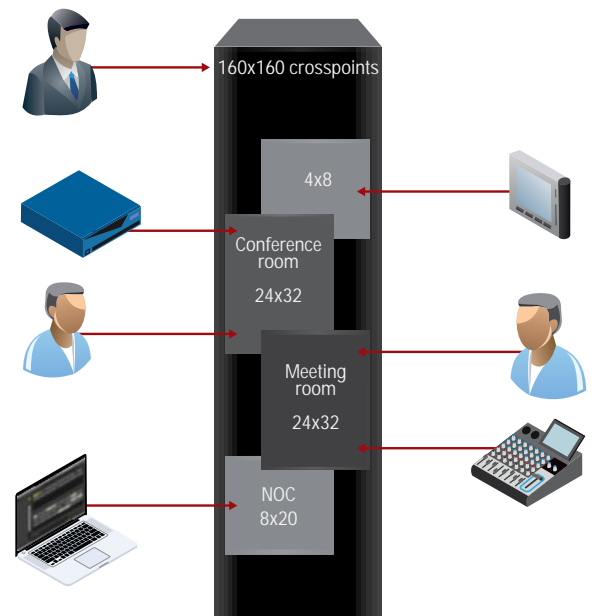 160x160 crosspoints
4x8
Conference
room
24x32
Meeting
room
24x32
NOC
8x20